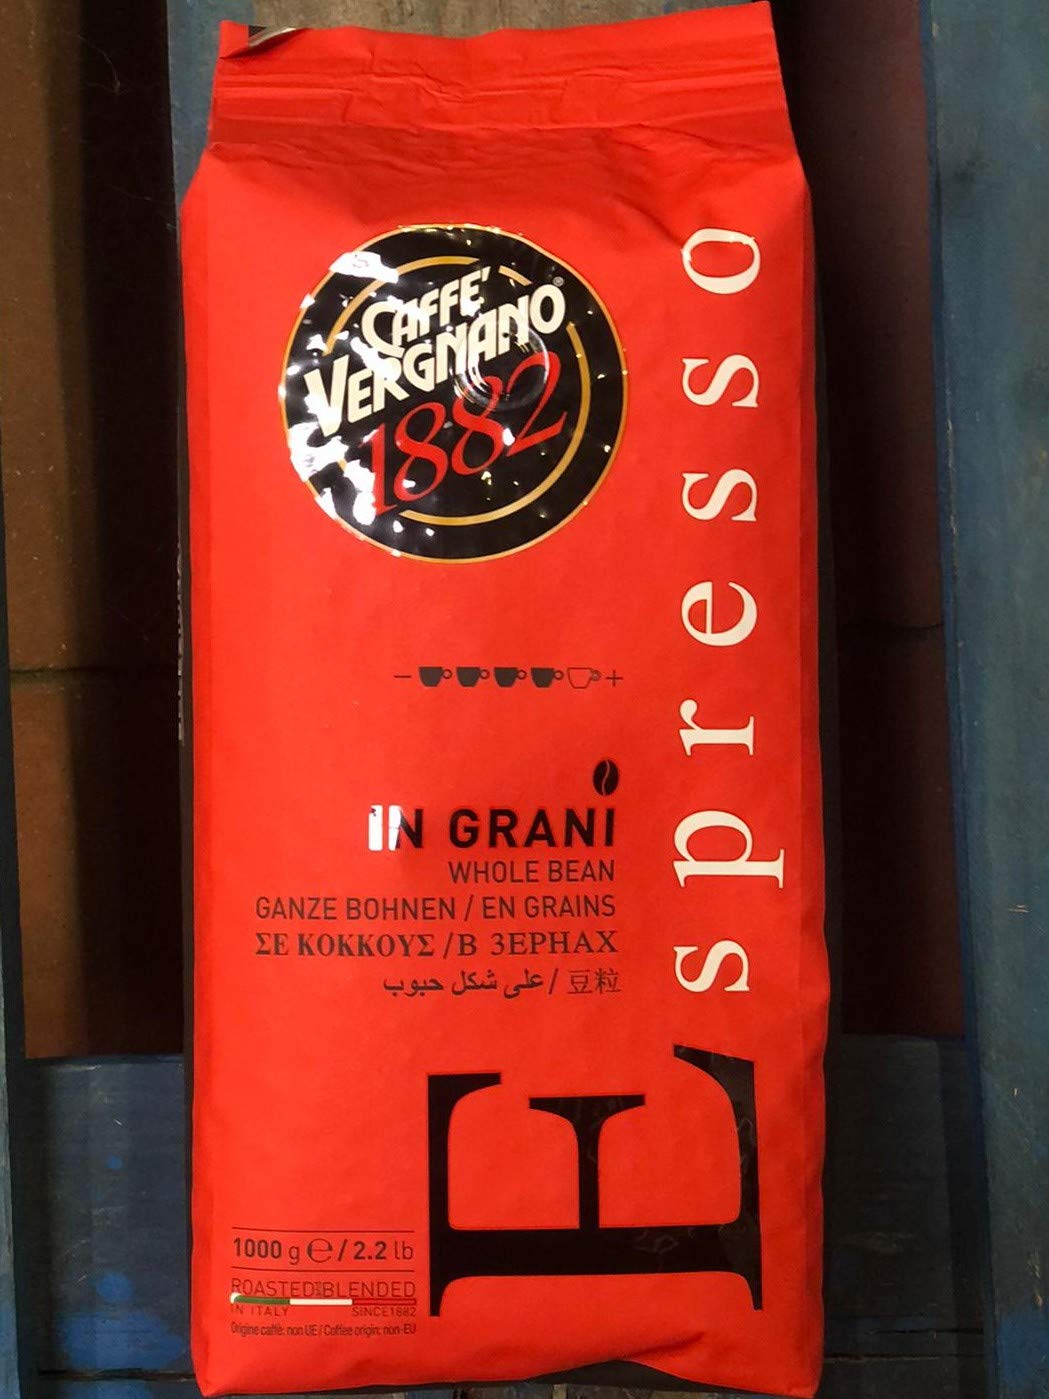 CAFFE'
VERGNANO®
1882
Espresso
− +
IN GRANI
WHOLE BEAN
GANZE BOHNEN / EN GRAINS
ΣΕ ΚΟΚΚΟΥΣ /В ЗЕРНАХ
على شكل حبوب / 豆粒
1000 g ℮ / 2.2 lb
ROASTED AND BLENDED
IN ITALY SINCE 1882
Origine caffè: non UE / Coffee origin: non-EU